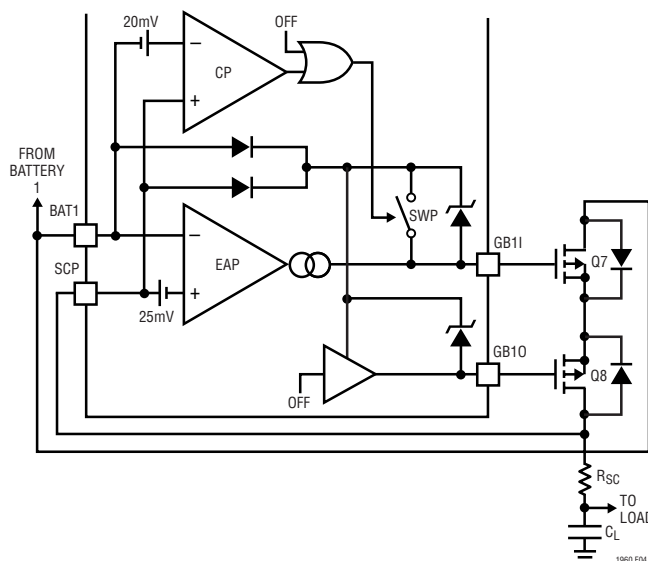 20mV
OFF
−
CP
+
FROM
BATTERY
1
BAT1
SWP
GB1I
−
SCP
EAP
Q7
+
25mV
GB1O
Q8
OFF
RSC
TO
LOAD
CL
1960 F04